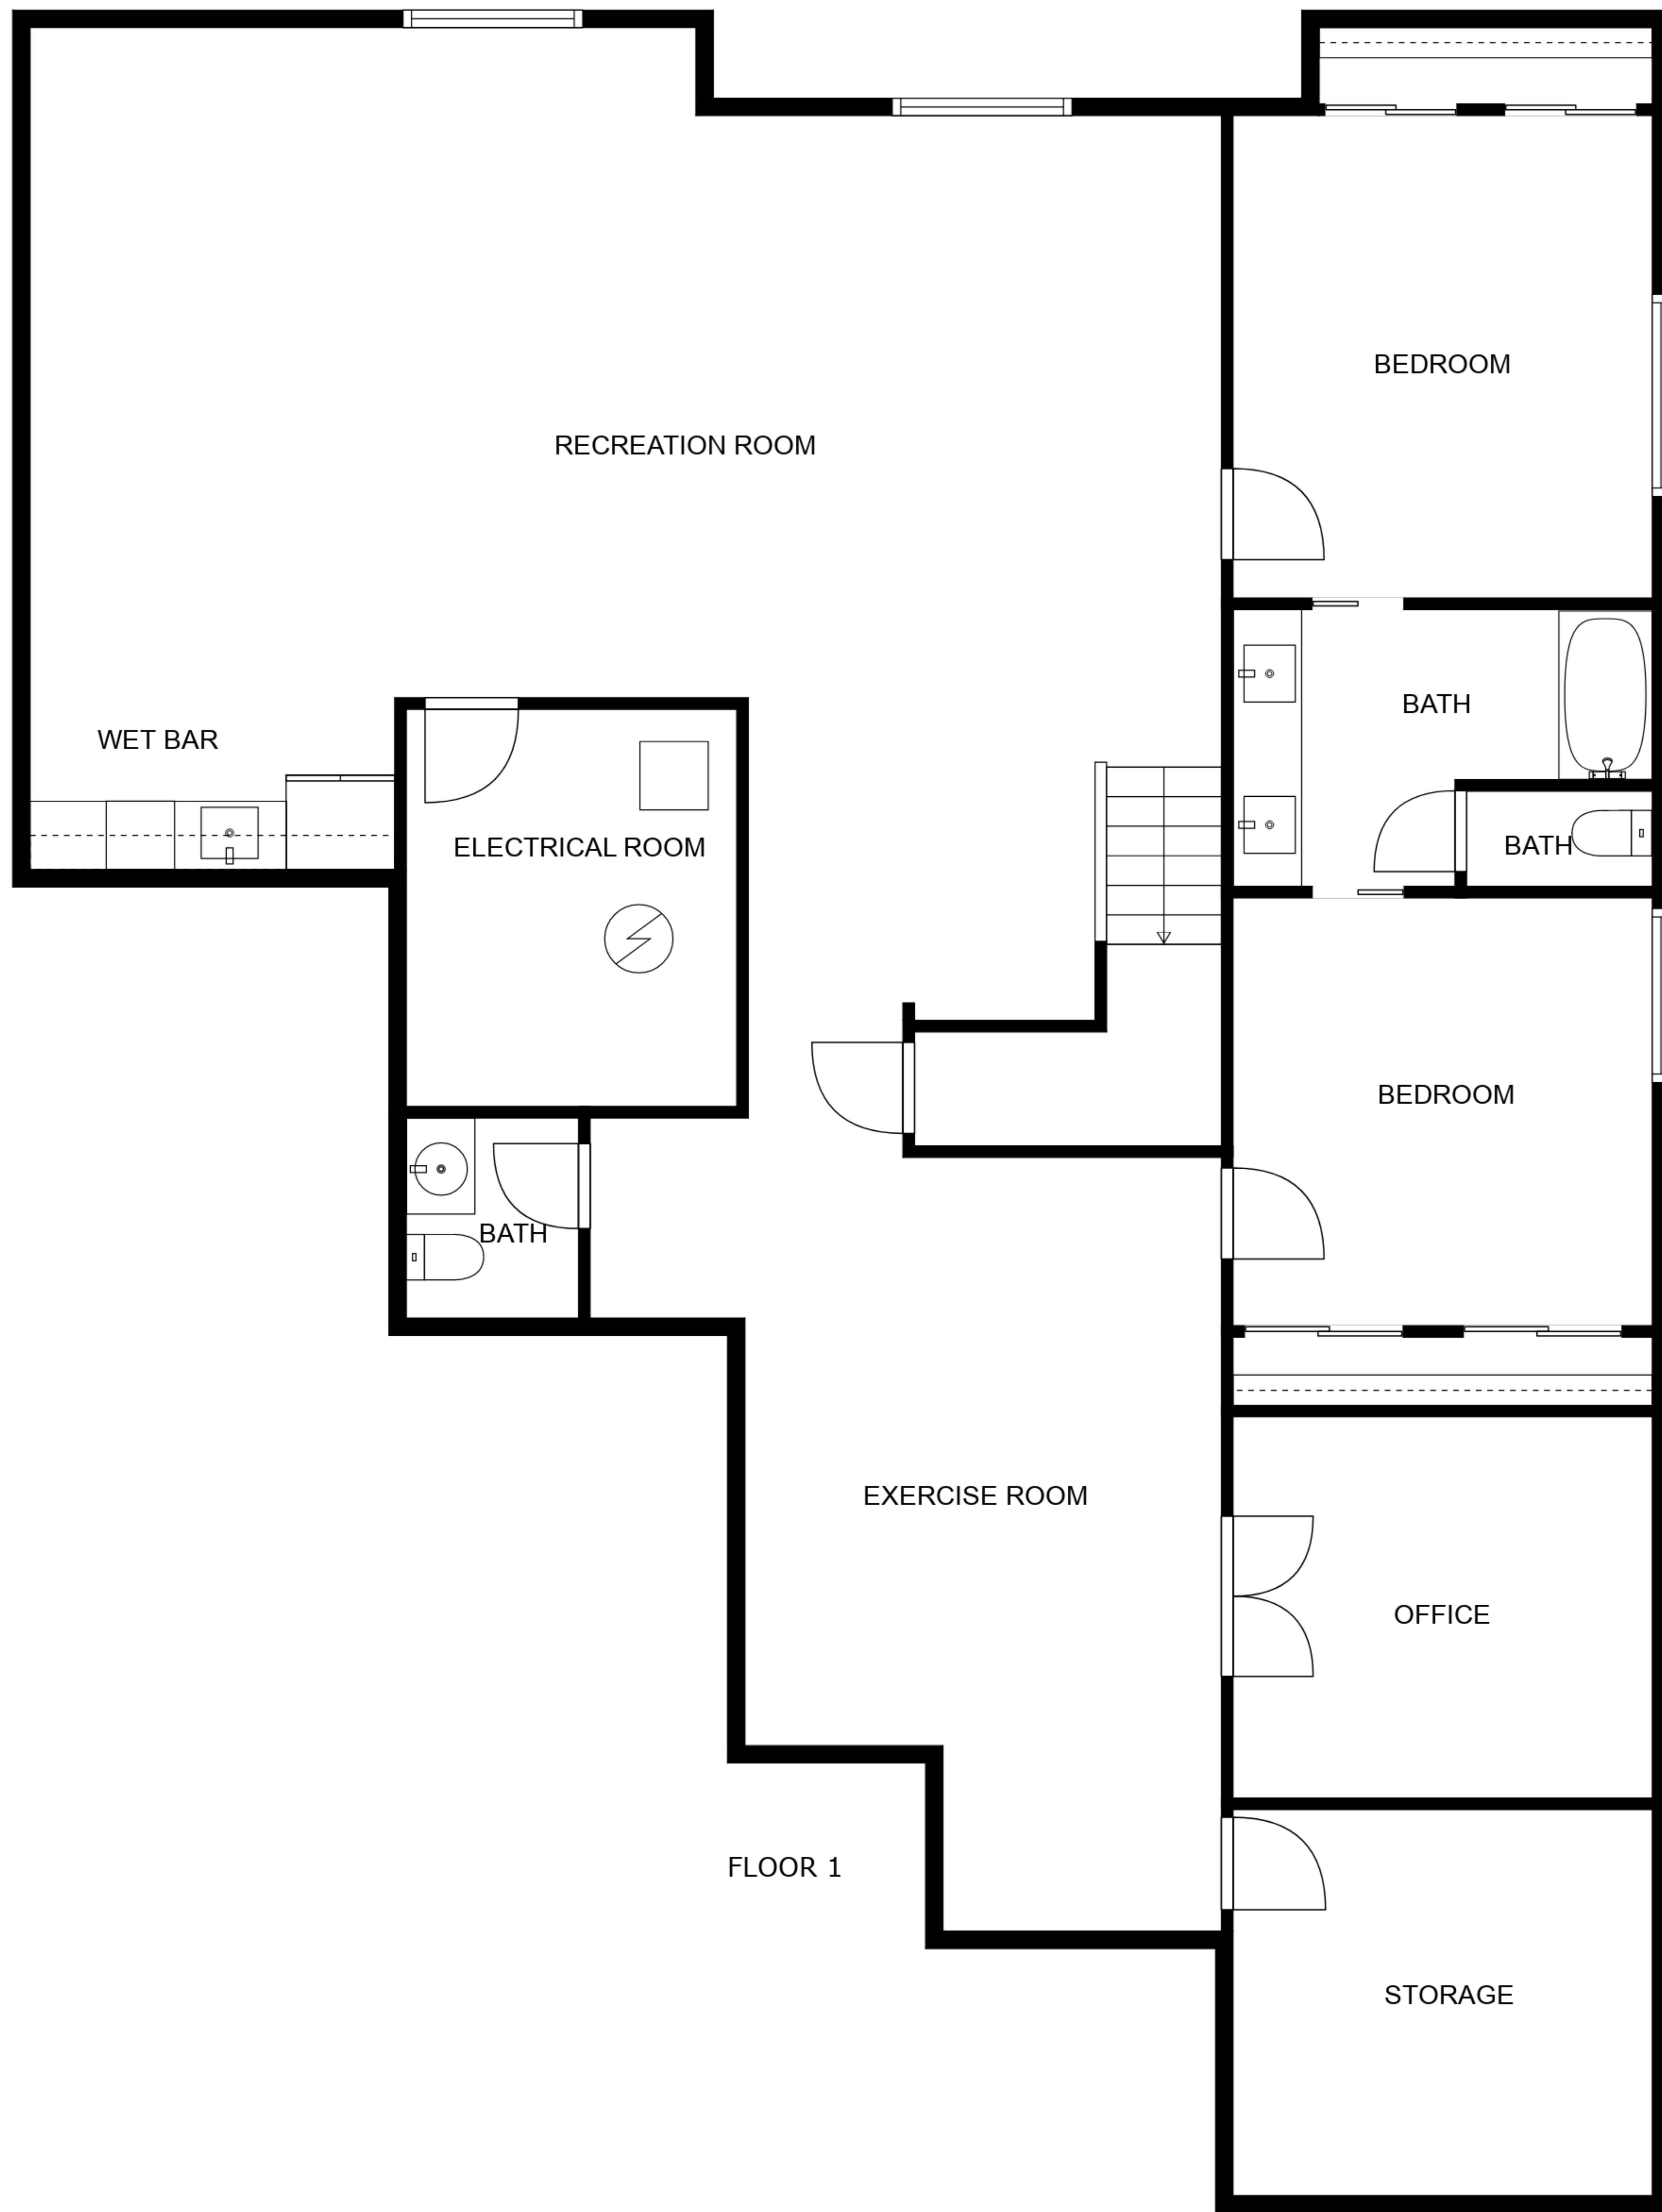 BEDROOM
RECREATION ROOM
BATH
WET BAR
BATH
ELECTRICAL ROOM
BEDROOM
BATH
EXERCISE ROOM
OFFICE
FLOOR 1
STORAGE